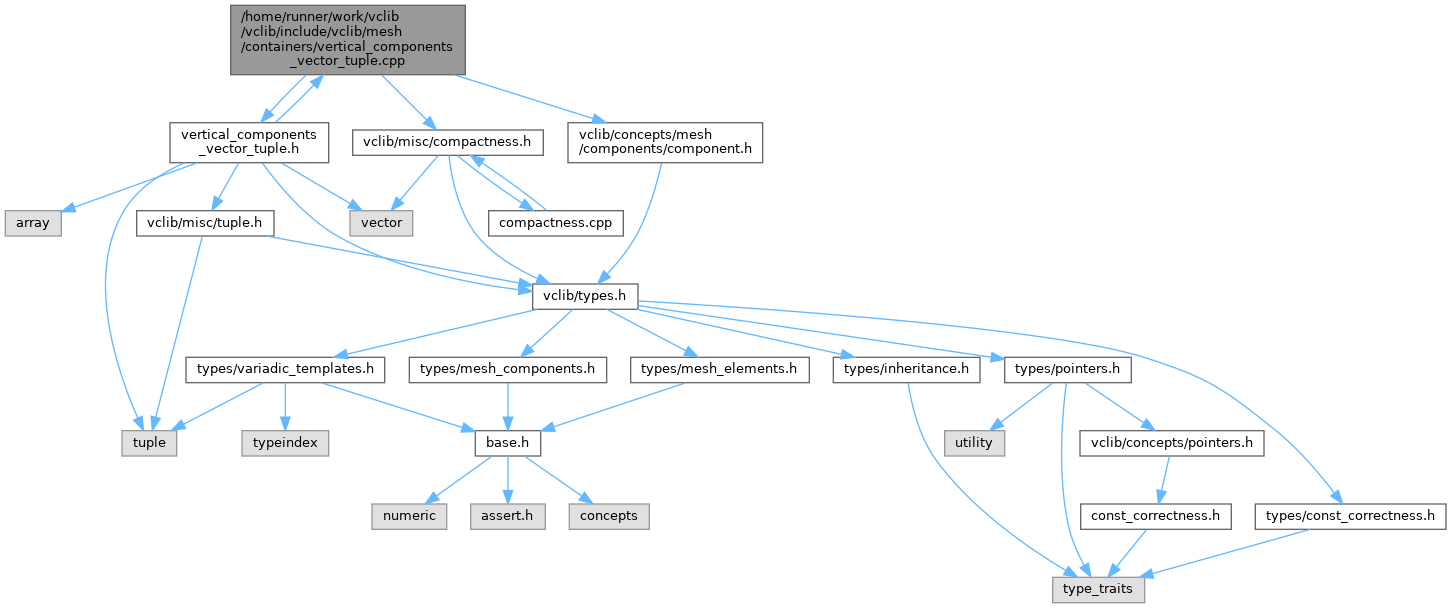 /home/runner/work/vclib
/vclib/include/vclib/mesh
/containers/vertical_components
_vector_tuple.cpp
vertical_components
_vector_tuple.h
vclib/misc/compactness.h
vclib/concepts/mesh
/components/component.h
array
vclib/misc/tuple.h
vector
compactness.cpp
vclib/types.h
types/variadic_templates.h
types/mesh_components.h
types/mesh_elements.h
types/inheritance.h
types/pointers.h
tuple
typeindex
base.h
utility
vclib/concepts/pointers.h
numeric
assert.h
concepts
const_correctness.h
types/const_correctness.h
type_traits